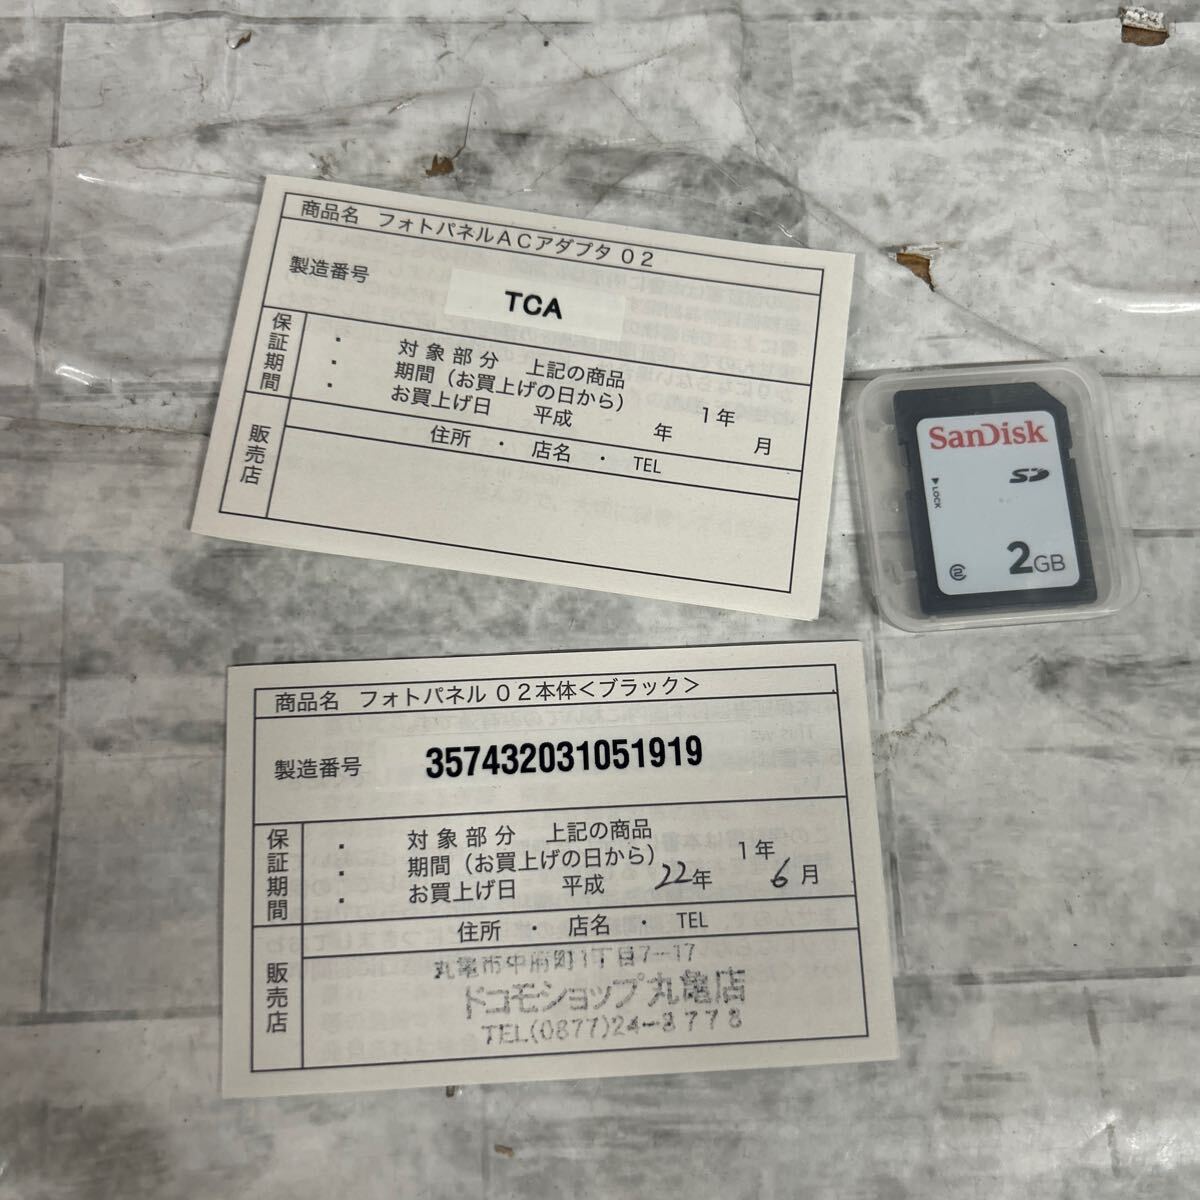 商品名 フォトパネルACアダプタ 02
製造番号 TCA
保証期間
・ 対象部分 上記の商品
・ 期間（お買上げの日から） 1年
・ お買上げ日 平成 年 月
販売店
住所 ・ 店名 ・ TEL
SanDisk
SD
LOCK
2GB
商品名 フォトパネル 02本体＜ブラック＞
製造番号 357432031051919
保証期間
・ 対象部分 上記の商品
・ 期間（お買上げの日から） 1年
・ お買上げ日 平成 22年 6月
販売店
住所 ・ 店名 ・ TEL
丸亀市中府町1丁目7-17
ドコモショップ丸亀店
TEL(0877)24-3778